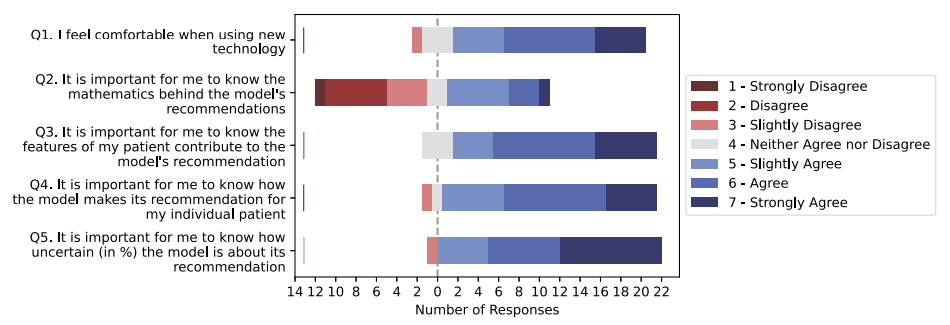 Q1. I feel comfortable when using new
technology
Q2. It is important for me to know the
mathematics behind the model's
recommendations
Q3. It is important for me to know the
features of my patient contribute to the
model's recommendation
Q4. It is important for me to know how
the model makes its recommendation for
my individual patient
Q5. It is important for me to know how
uncertain (in %) the model is about its
recommendation
14 12 10 8 6 4 2 0 2 4 6 8 10 12 14 16 18 20 22
Number of Responses
1 - Strongly Disagree
2 - Disagree
3 - Slightly Disagree
4 - Neither Agree nor Disagree
5 - Slightly Agree
6 - Agree
7 - Strongly Agree